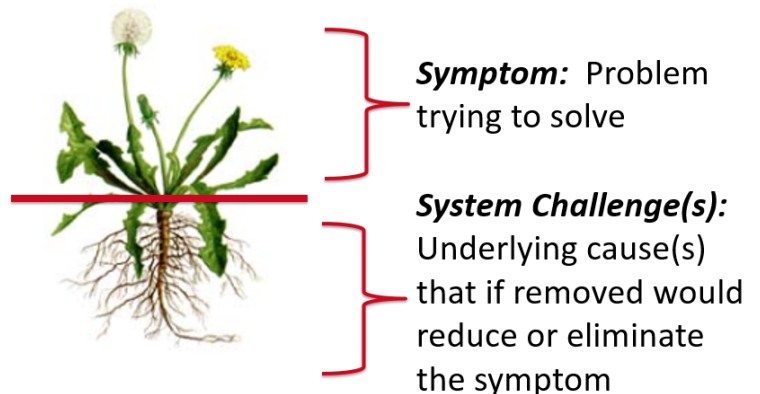 Symptom: Problem
trying to solve
System Challenge(s):
Underlying cause(s)
that if removed would
reduce or eliminate
the symptom